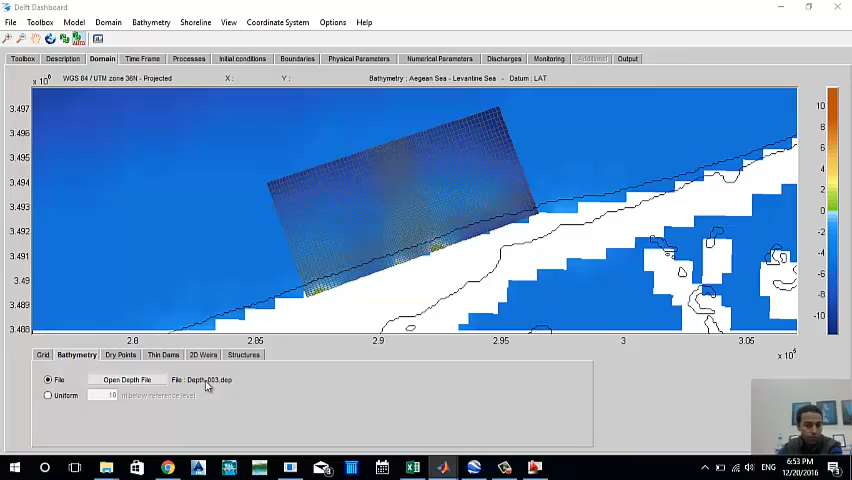 Delft Dashboard
File Toolbox Model Domain Bathymetry Shoreline View Coordinate System Options Help
Toolbox Description Domain Time Frame Processes Initial conditions Boundaries Physical Parameters Numerical Parameters Discharges Monitoring Additional Output
x 10⁶ WGS 84 / UTM zone 36N - Projected X : Y : Bathymetry : Aegean Sea - Levantine Sea - Datum : LAT
3.497
3.496
3.495
3.494
3.493
3.492
3.491
3.49
3.489
3.488
10
8
6
4
2
0
-2
-4
-6
-8
-10
2.8 2.85 2.9 2.95 3 3.05
x 10⁶
Grid Bathymetry Dry Points Thin Dams 2D Weirs Structures
File Open Depth File File : Depth-003.dep
Uniform 10 m below reference level
ENG 6:53 PM
12/20/2016